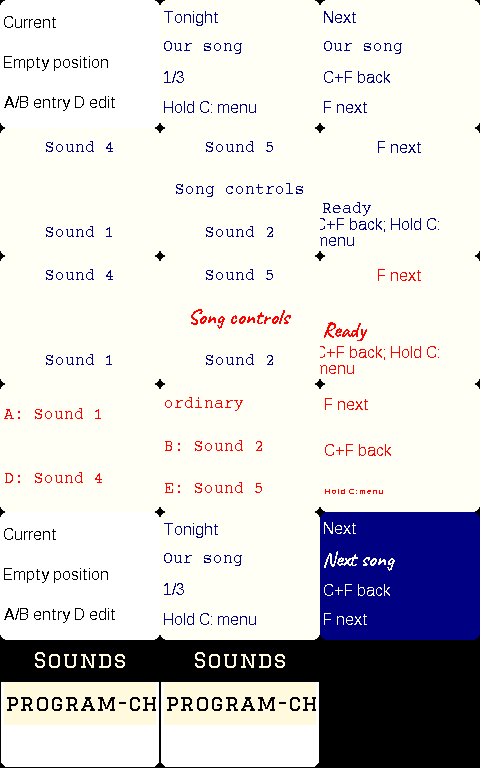 Current
Empty position
A/B entry D edit
Tonight
Our song
1/3
Hold C: menu
Next
Our song
C+F back
F next
Sound 4
Sound 1
Sound 5
Song controls
Sound 2
F next
Ready
C+F back; Hold C:
menu
Sound 4
Sound 1
Sound 5
Song controls
Sound 2
F next
Ready
C+F back; Hold C:
menu
A: Sound 1
D: Sound 4
ordinary
B: Sound 2
E: Sound 5
F next
C+F back
Hold C: menu
Current
Empty position
A/B entry D edit
Tonight
Our song
1/3
Hold C: menu
Next
Next song
C+F back
F next
Sounds
PROGRAM-CH
Sounds
PROGRAM-CH